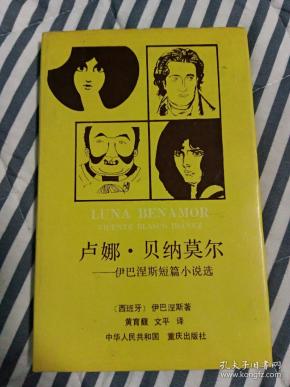 LUNA BENAMOR
VICENTE BLASCO IBAÑEZ
卢娜·贝纳莫尔
——伊巴涅斯短篇小说选
〔西班牙〕伊巴涅斯著
黄育馥 文平 译
中华人民共和国 重庆出版社
孔夫子旧书网